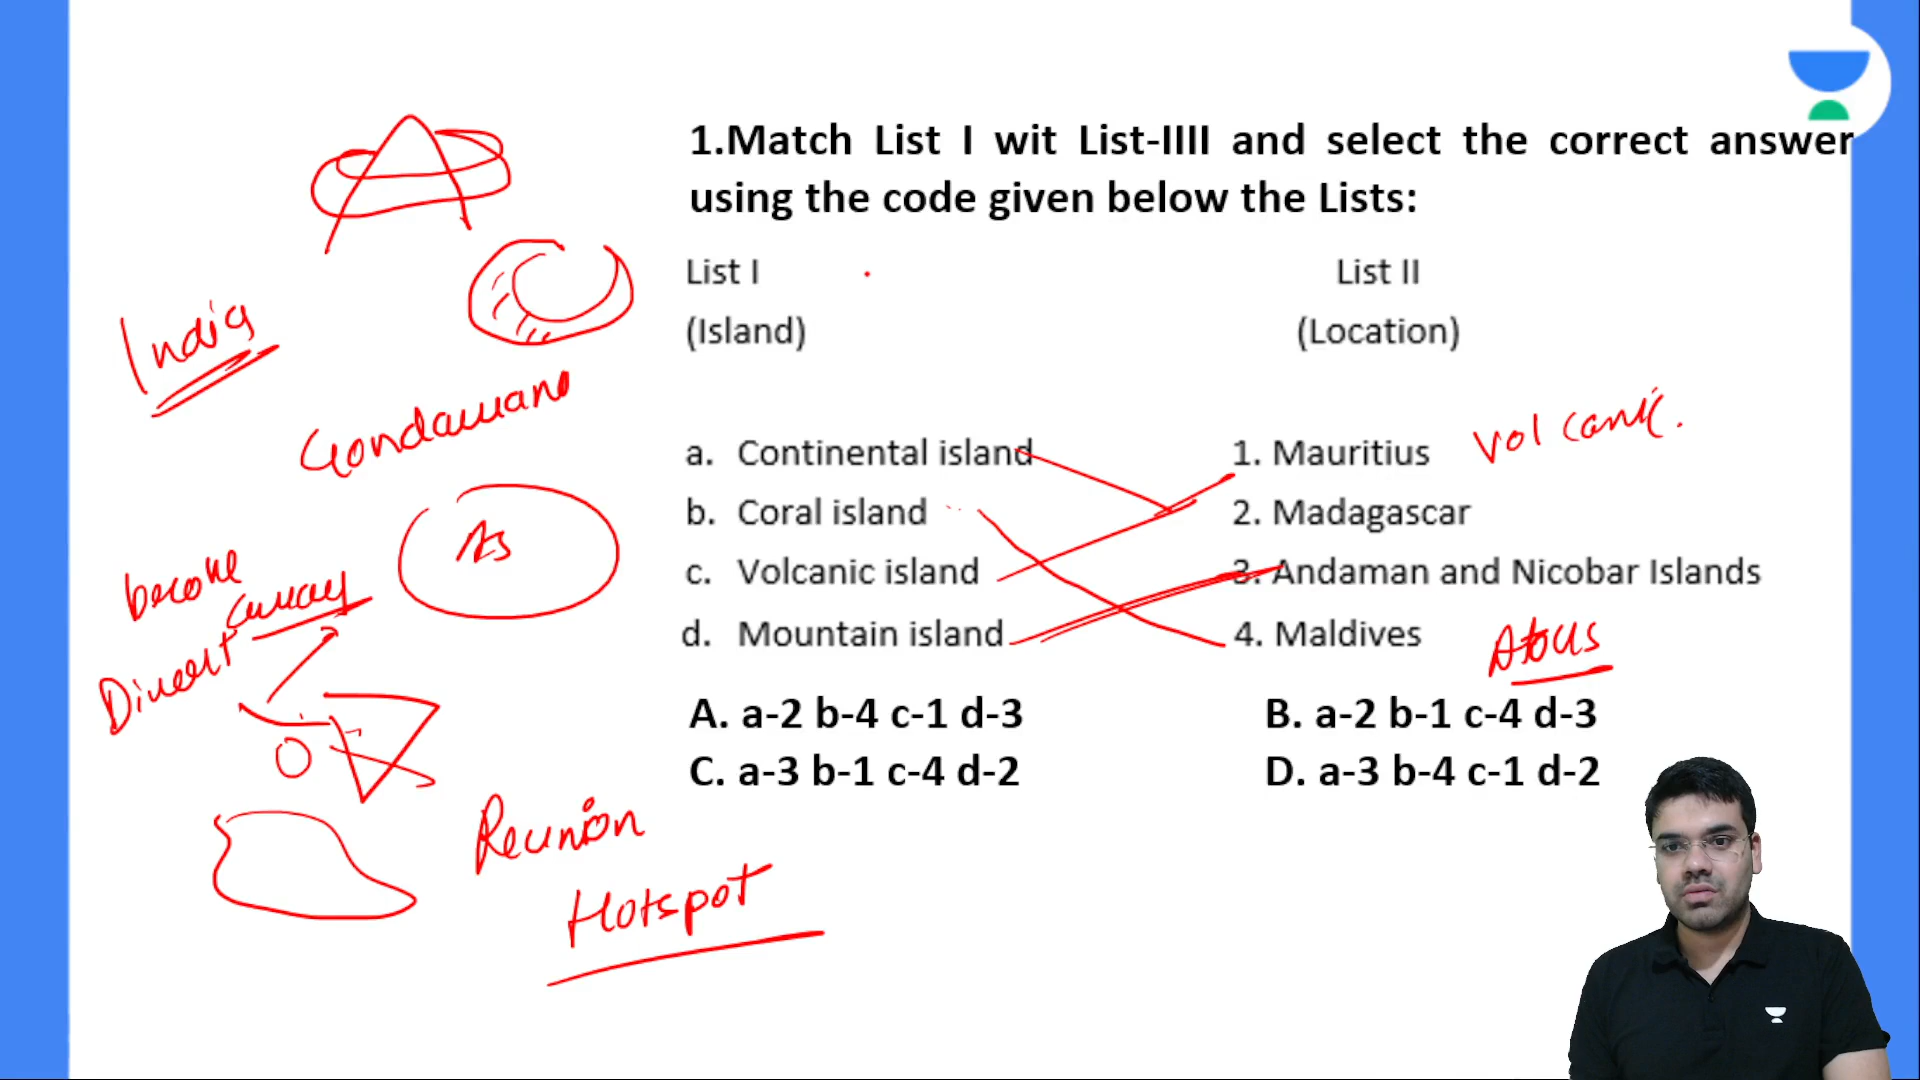 1.Match List I wit List-IIII and select the correct answer
using the code given below the Lists:
List I
List II
(Island)
(Location)
a. Continental island
1. Mauritius
volcanic.
b. Coral island
2. Madagascar
c. Volcanic island
3. Andaman and Nicobar Islands
d. Mountain island
4. Maldives
A. a-2 b-4 c-1 d-3
B. a-2 b-1 c-4 d-3
C. a-3 b-1 c-4 d-2
D. a-3 b-4 c-1 d-2
India
become
Reunion
Hotspot